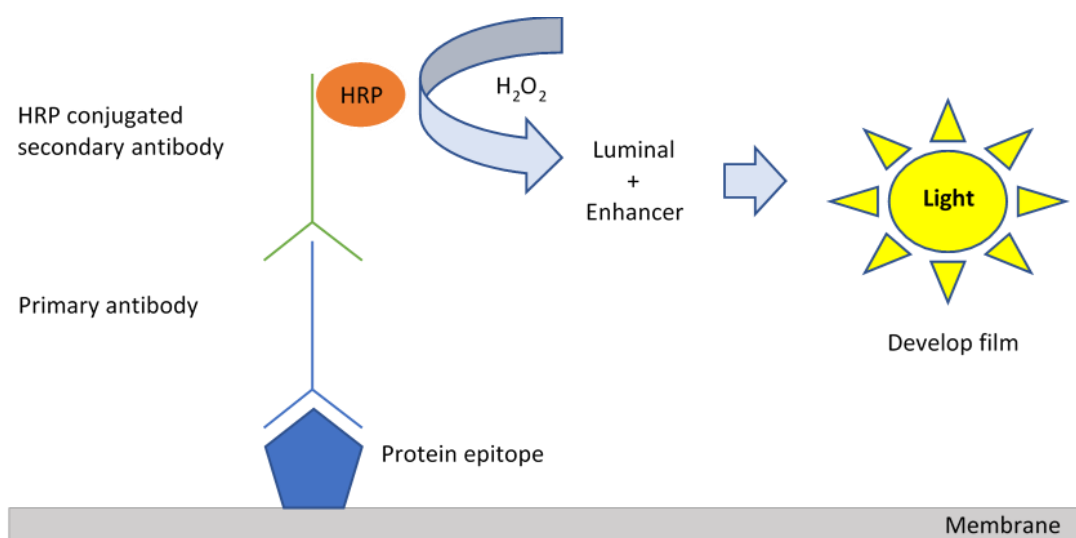 HRP conjugated
secondary antibody
HRP
H₂O₂
Luminal
+
Enhancer
Light
Develop film
Primary antibody
Protein epitope
Membrane